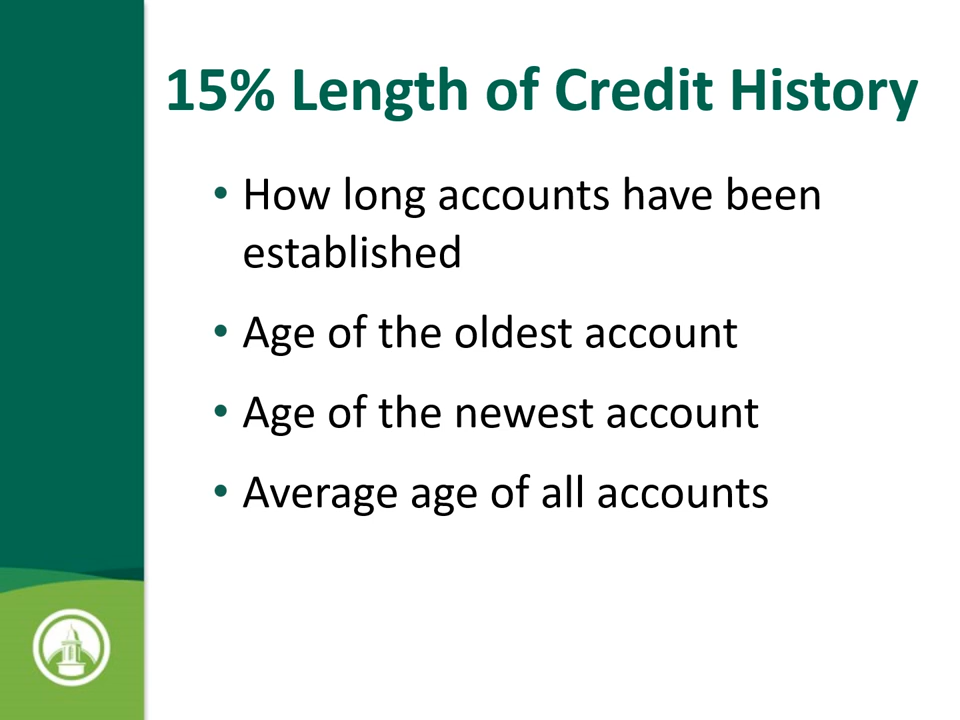 15% Length of Credit History
• How long accounts have been
established
• Age of the oldest account
• Age of the newest account
• Average age of all accounts